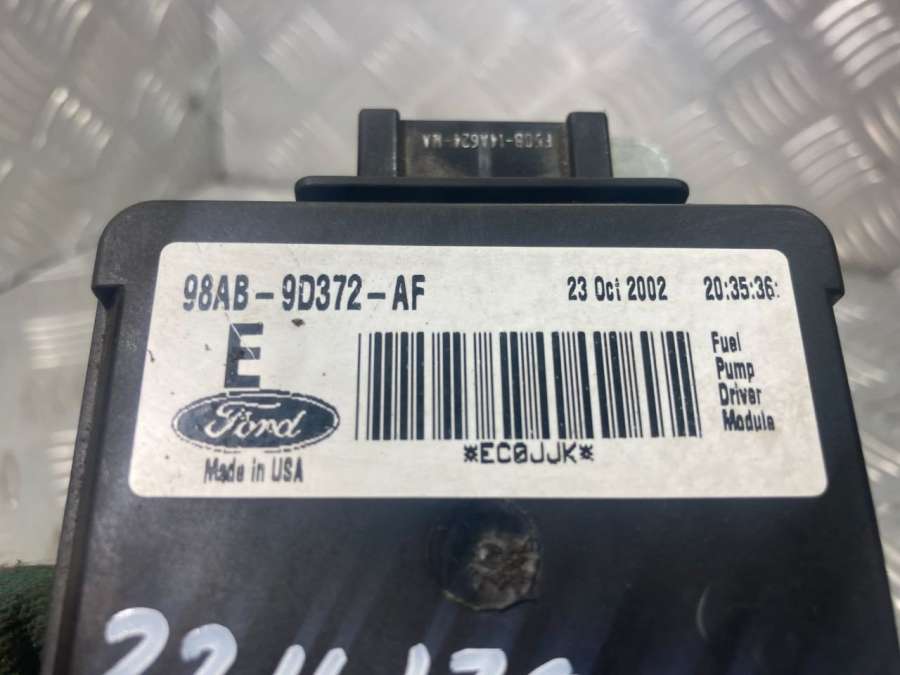 98AB-9D372-AF
23 Oct 2002
20:35:36
E
Fuel
Pump
Driver
Module
Ford
*EC0JJK*
Made in USA